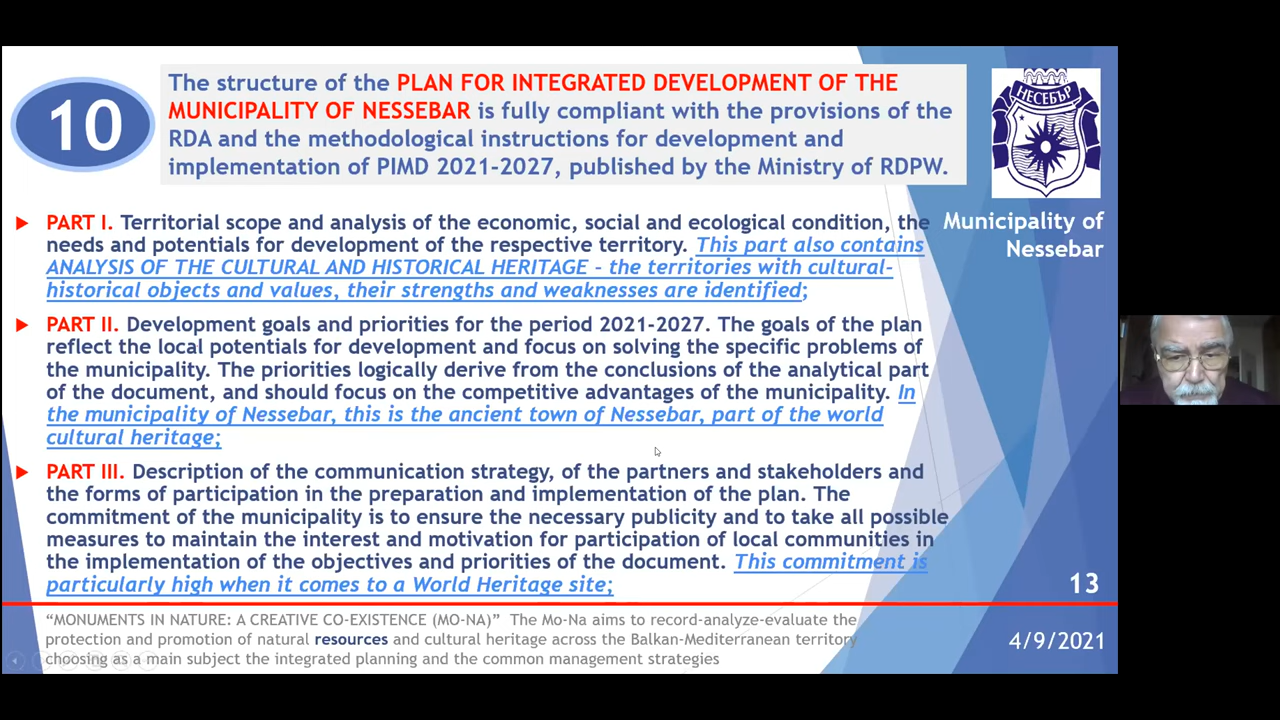 10
The structure of the PLAN FOR INTEGRATED DEVELOPMENT OF THE
MUNICIPALITY OF NESSEBAR is fully compliant with the provisions of the
RDA and the methodological instructions for development and
implementation of PIMD 2021-2027, published by the Ministry of RDPW.
НЕСЕБЪР
Municipality of
Nessebar
PART I. Territorial scope and analysis of the economic, social and ecological condition, the
needs and potentials for development of the respective territory. This part also contains
ANALYSIS OF THE CULTURAL AND HISTORICAL HERITAGE – the territories with cultural-
historical objects and values, their strengths and weaknesses are identified;
PART II. Development goals and priorities for the period 2021-2027. The goals of the plan
reflect the local potentials for development and focus on solving the specific problems of
the municipality. The priorities logically derive from the conclusions of the analytical part
of the document, and should focus on the competitive advantages of the municipality. In
the municipality of Nessebar, this is the ancient town of Nessebar, part of the world
cultural heritage;
PART III. Description of the communication strategy, of the partners and stakeholders and
the forms of participation in the preparation and implementation of the plan. The
commitment of the municipality is to ensure the necessary publicity and to take all possible
measures to maintain the interest and motivation for participation of local communities in
the implementation of the objectives and priorities of the document. This commitment is
particularly high when it comes to a World Heritage site;
13
"MONUMENTS IN NATURE: A CREATIVE CO-EXISTENCE (MO-NA)" The Mo-Na aims to record-analyze-evaluate the
protection and promotion of natural resources and cultural heritage across the Balkan-Mediterranean territory
choosing as a main subject the integrated planning and the common management strategies
4/9/2021